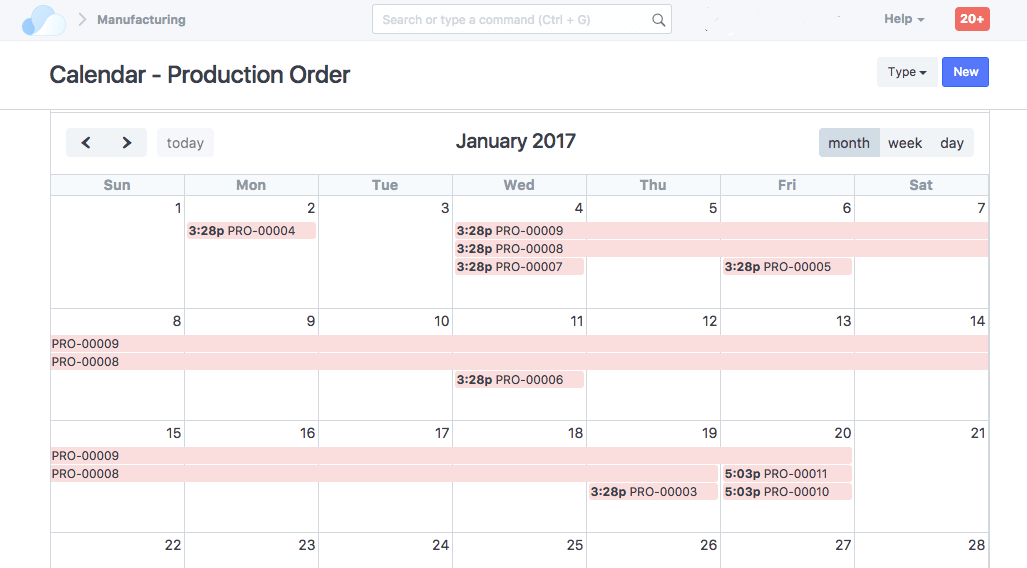 Manufacturing Search or type a command (Ctrl + G) Help 20+
Calendar - Production Order Type New
today January 2017 month week day
Sun Mon Tue Wed Thu Fri Sat
1 2 3 4 5 6 7
3:28p PRO-00004 3:28p PRO-00009
3:28p PRO-00008
3:28p PRO-00007 3:28p PRO-00005
8 9 10 11 12 13 14
PRO-00009
PRO-00008
3:28p PRO-00006
15 16 17 18 19 20 21
PRO-00009
PRO-00008 5:03p PRO-00011
3:28p PRO-00003 5:03p PRO-00010
22 23 24 25 26 27 28